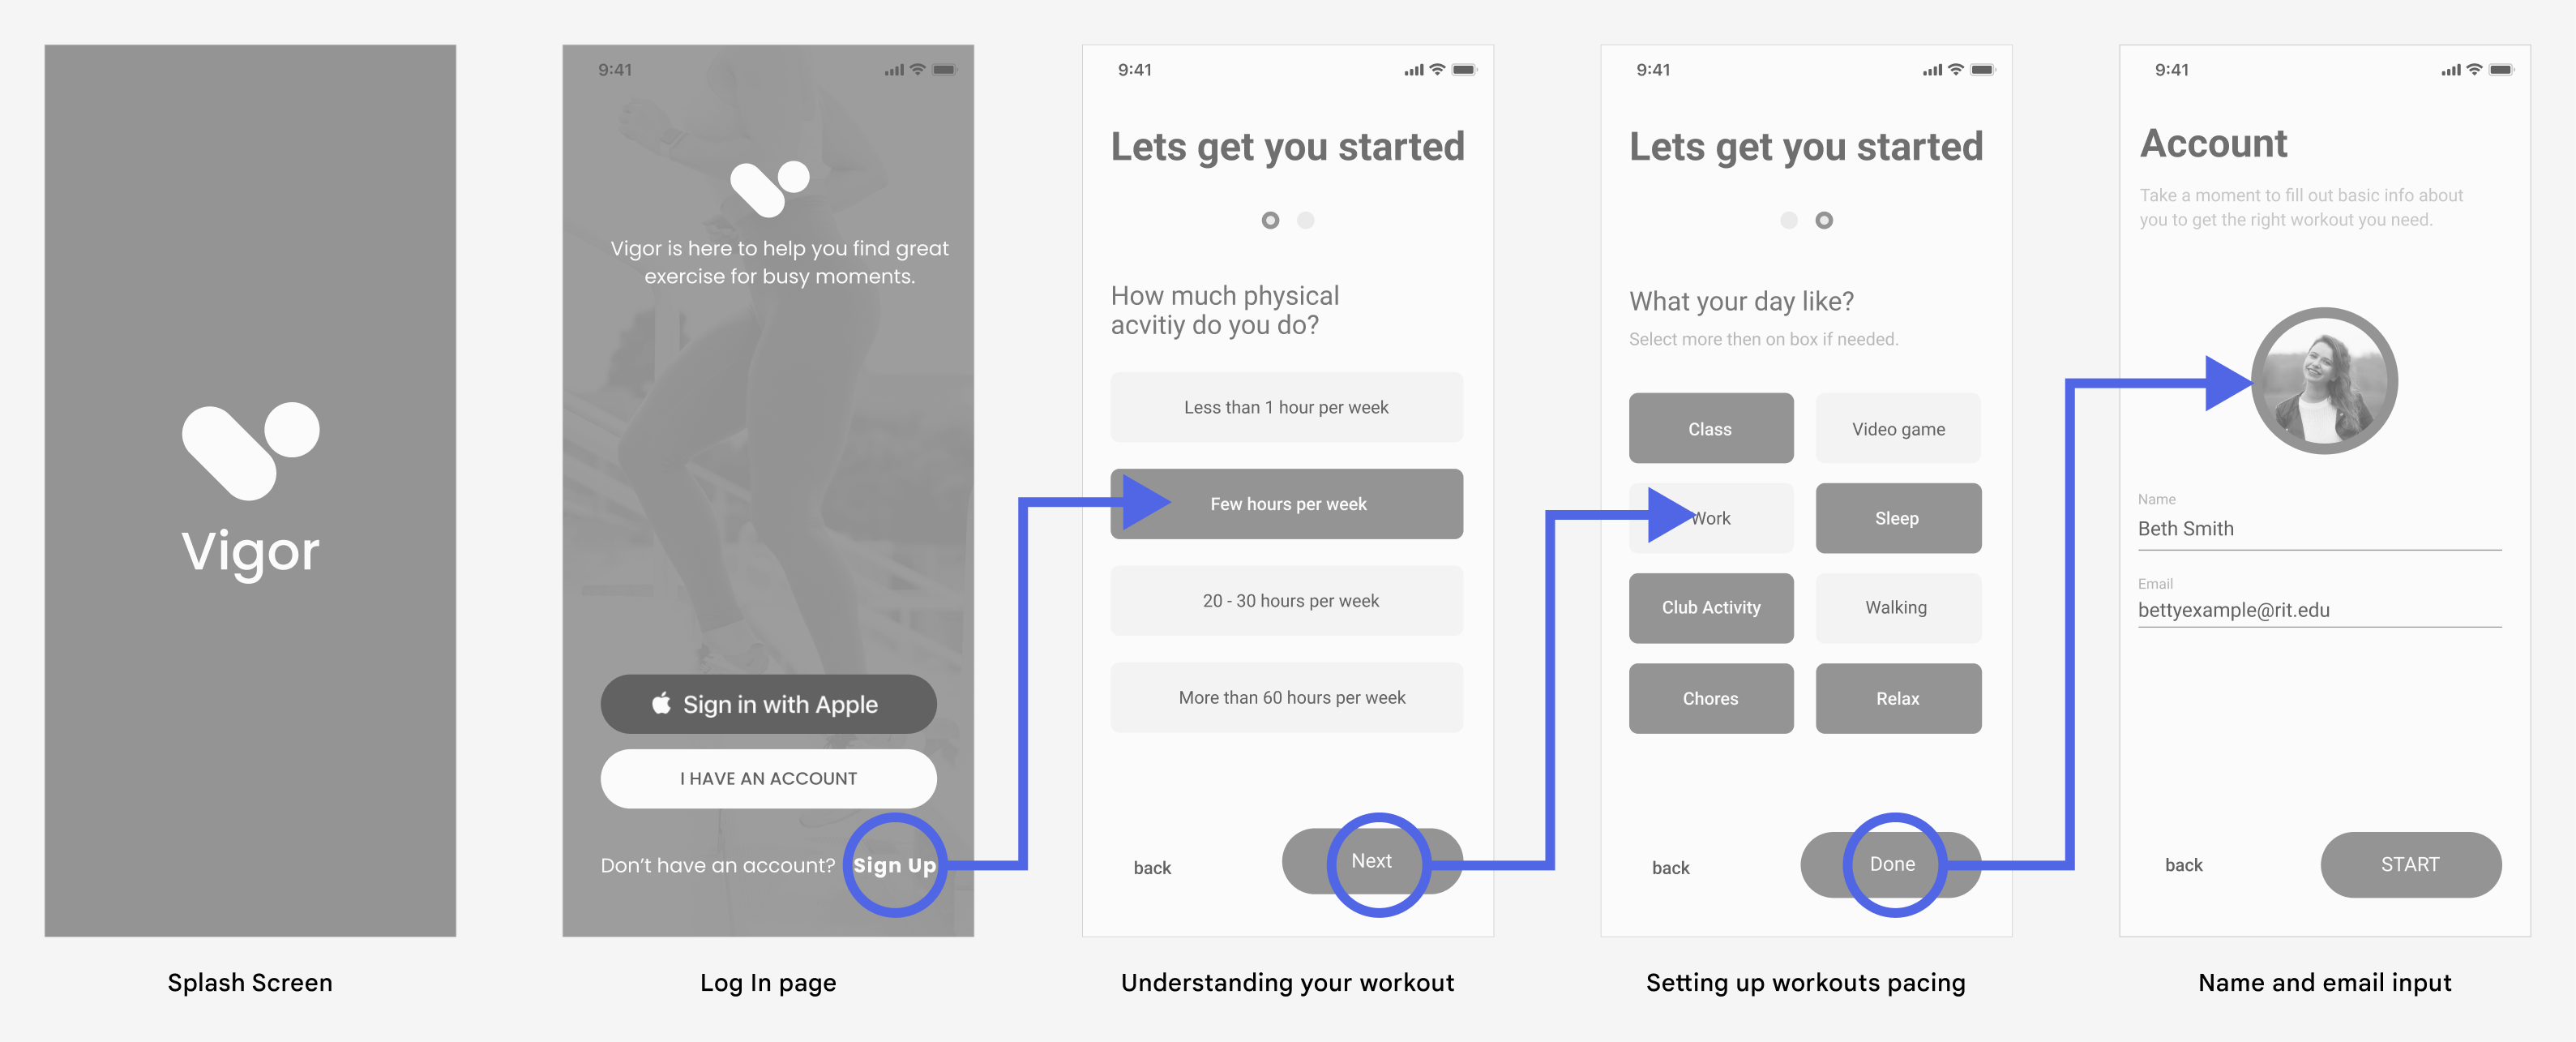 Vigor
Splash Screen
9:41
Vigor is here to help you find great
exercise for busy moments.
Sign in with Apple
I HAVE AN ACCOUNT
Don't have an account? Sign Up
Log In page
9:41
Lets get you started
How much physical
acvitiy do you do?
Less than 1 hour per week
Few hours per week
20 - 30 hours per week
More than 60 hours per week
back
Next
Understanding your workout
9:41
Lets get you started
What your day like?
Select more then on box if needed.
Class
Video game
Work
Sleep
Club Activity
Walking
Chores
Relax
back
Done
Setting up workouts pacing
9:41
Account
Take a moment to fill out basic info about
you to get the right workout you need.
Name
Beth Smith
Email
bettyexample@rit.edu
back
START
Name and email input